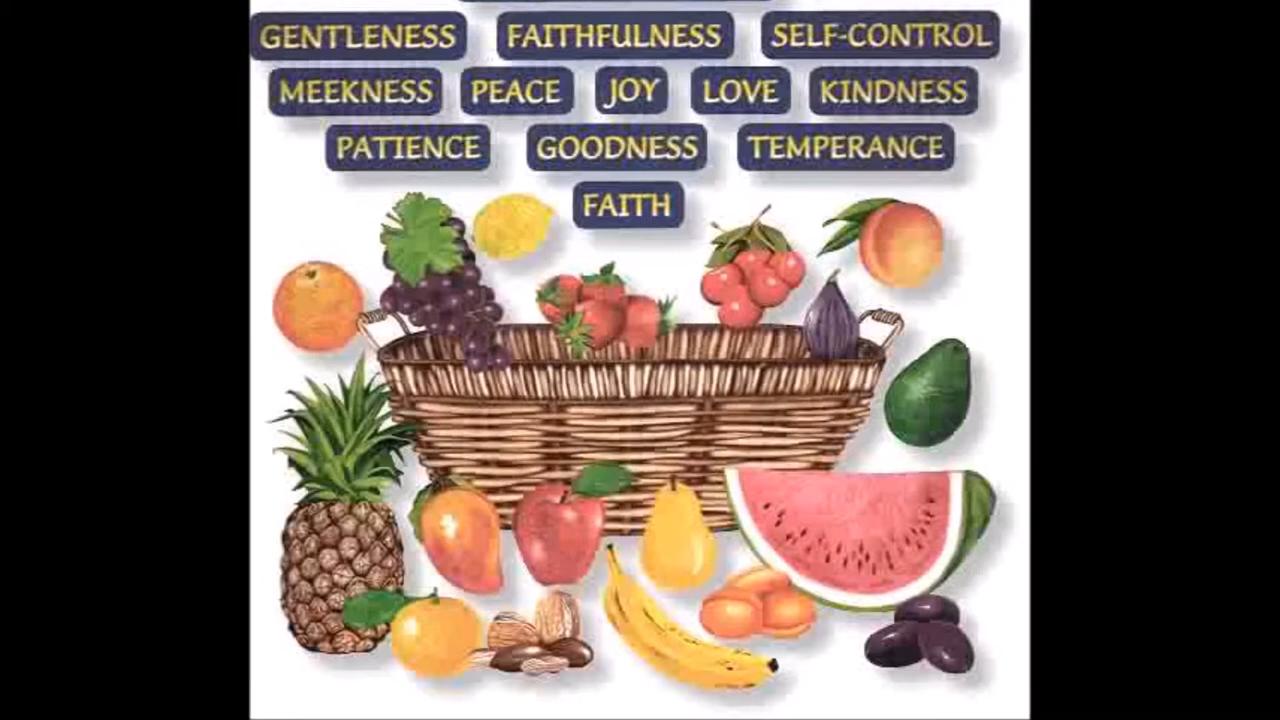 GENTLENESS FAITHFULNESS SELF-CONTROL
MEEKNESS PEACE JOY LOVE KINDNESS
PATIENCE GOODNESS TEMPERANCE
FAITH